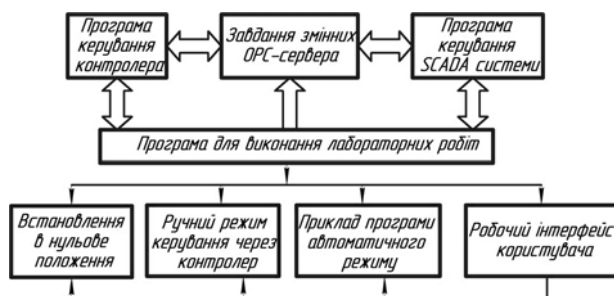 Програма
керування
контролера
Завдання змінних
OPC-сервера
Програма
керування
SCADA системи
Програма для виконання лабораторних робіт
Встановлення
в нульове
положення
Ручний режим
керування через
контролер
Приклад програми
автоматичного
режиму
Робочий інтерфейс
користувача